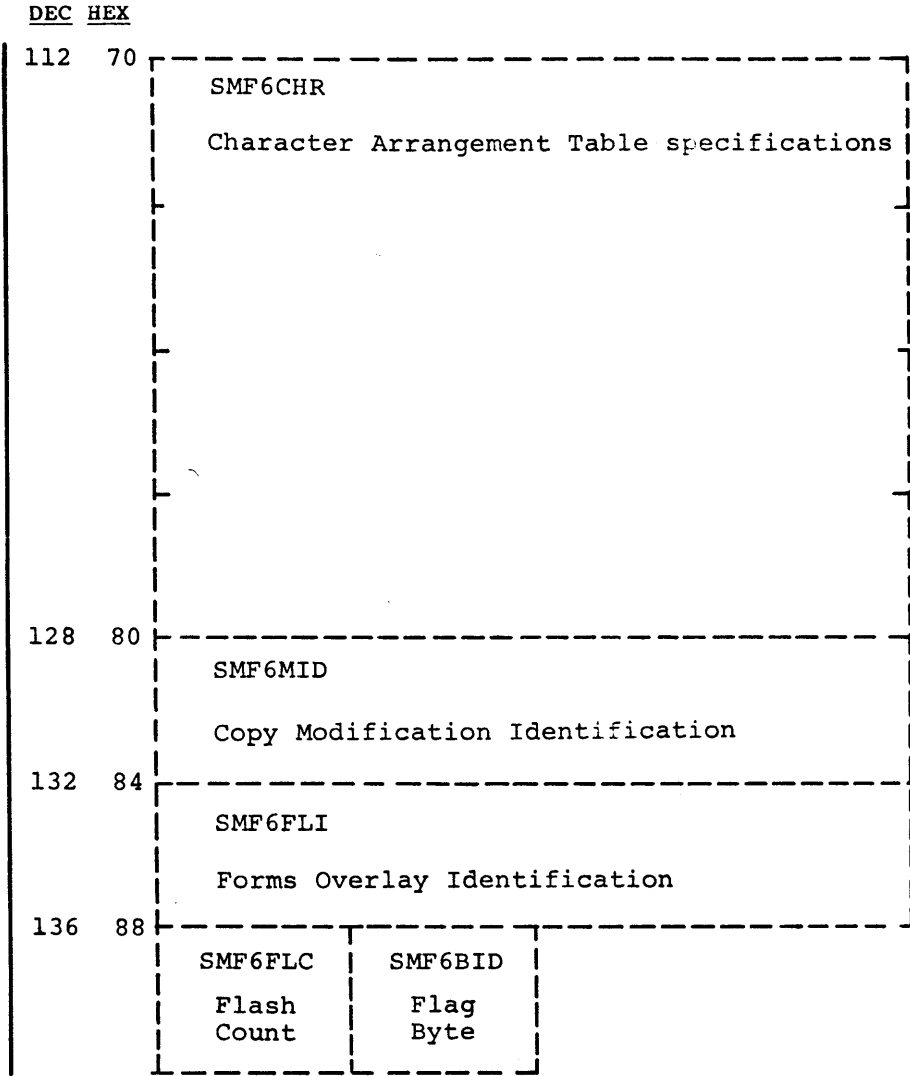 DEC HEX
112 70
SMF6CHR
Character Arrangement Table specifications
128 80
SMF6MID
Copy Modification Identification
132 84
SMF6FLI
Forms Overlay Identification
136 88
SMF6FLC SMF6BID
Flash Flag
Count Byte